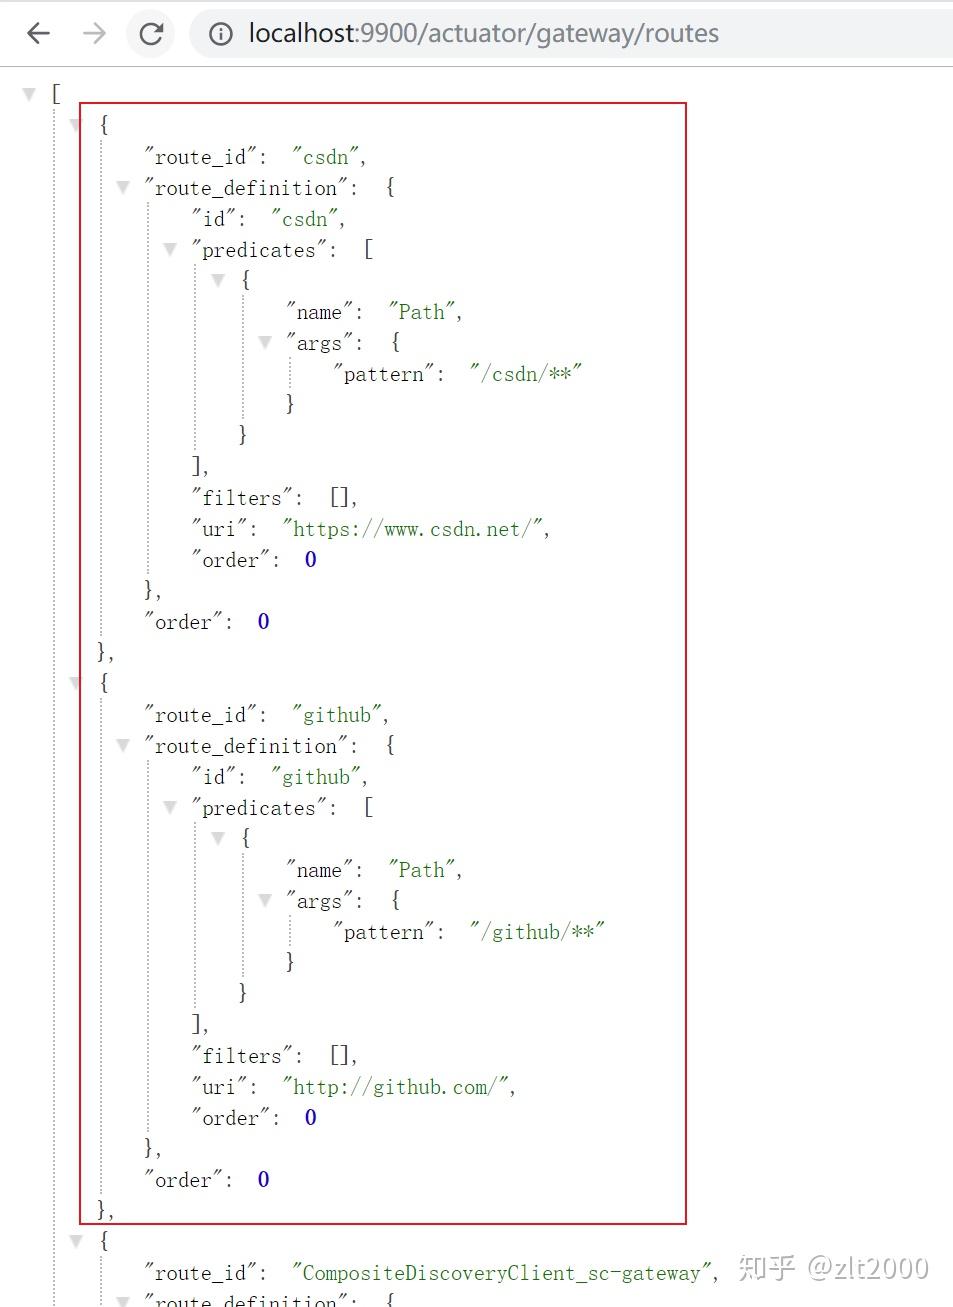 localhost:9900/actuator/gateway/routes
[
{
"route_id": "csdn",
"route_definition": {
"id": "csdn",
"predicates": [
{
"name": "Path",
"args": {
"pattern": "/csdn/**"
}
}
],
"filters": [],
"uri": "https://www.csdn.net/",
"order": 0
},
"order": 0
},
{
"route_id": "github",
"route_definition": {
"id": "github",
"predicates": [
{
"name": "Path",
"args": {
"pattern": "/github/**"
}
}
],
"filters": [],
"uri": "http://github.com/",
"order": 0
},
"order": 0
},
{
"route_id": "CompositeDiscoveryClient_sc-gateway",
知乎 @zlt2000
"route_definition": {